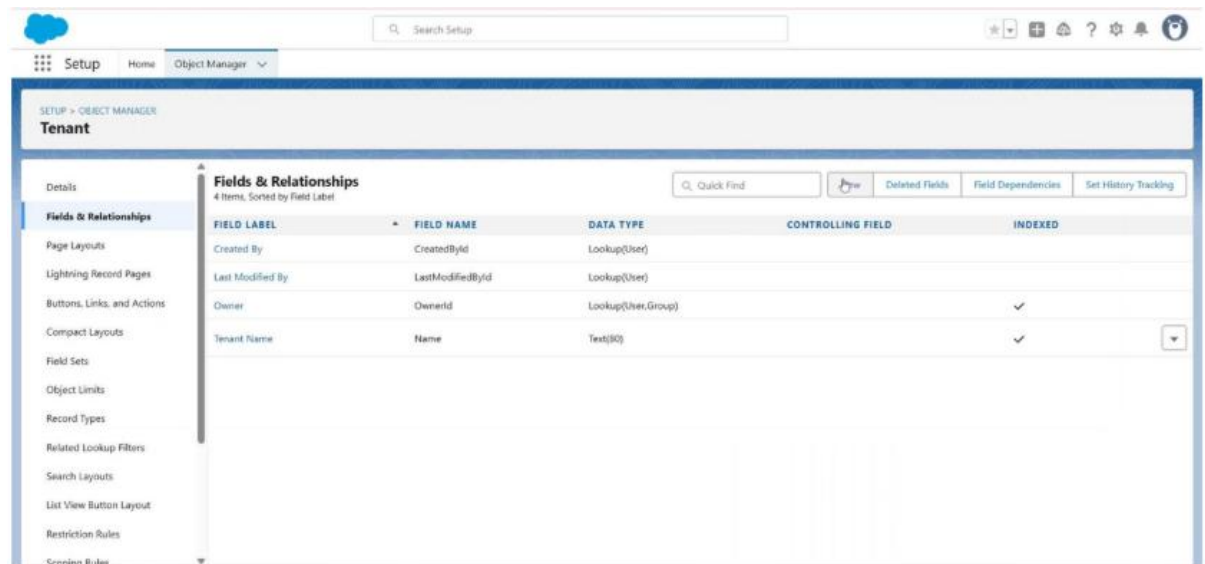 Search Setup
Setup Home Object Manager
SETUP > OBJECT MANAGER
Tenant
Details
Fields & Relationships
Page Layouts
Lightning Record Pages
Buttons, Links, and Actions
Compact Layouts
Field Sets
Object Limits
Record Types
Related Lookup Filters
Search Layouts
List View Button Layout
Restriction Rules
Scoping Rules
Fields & Relationships
4 Items, Sorted by Field Label
Quick Find
Deleted Fields Field Dependencies Set History Tracking
FIELD LABEL FIELD NAME DATA TYPE CONTROLLING FIELD INDEXED
Created By CreatedById Lookup(User)
Last Modified By LastModifiedById Lookup(User)
Owner OwnerId Lookup(User,Group)
Tenant Name Name Text(80)